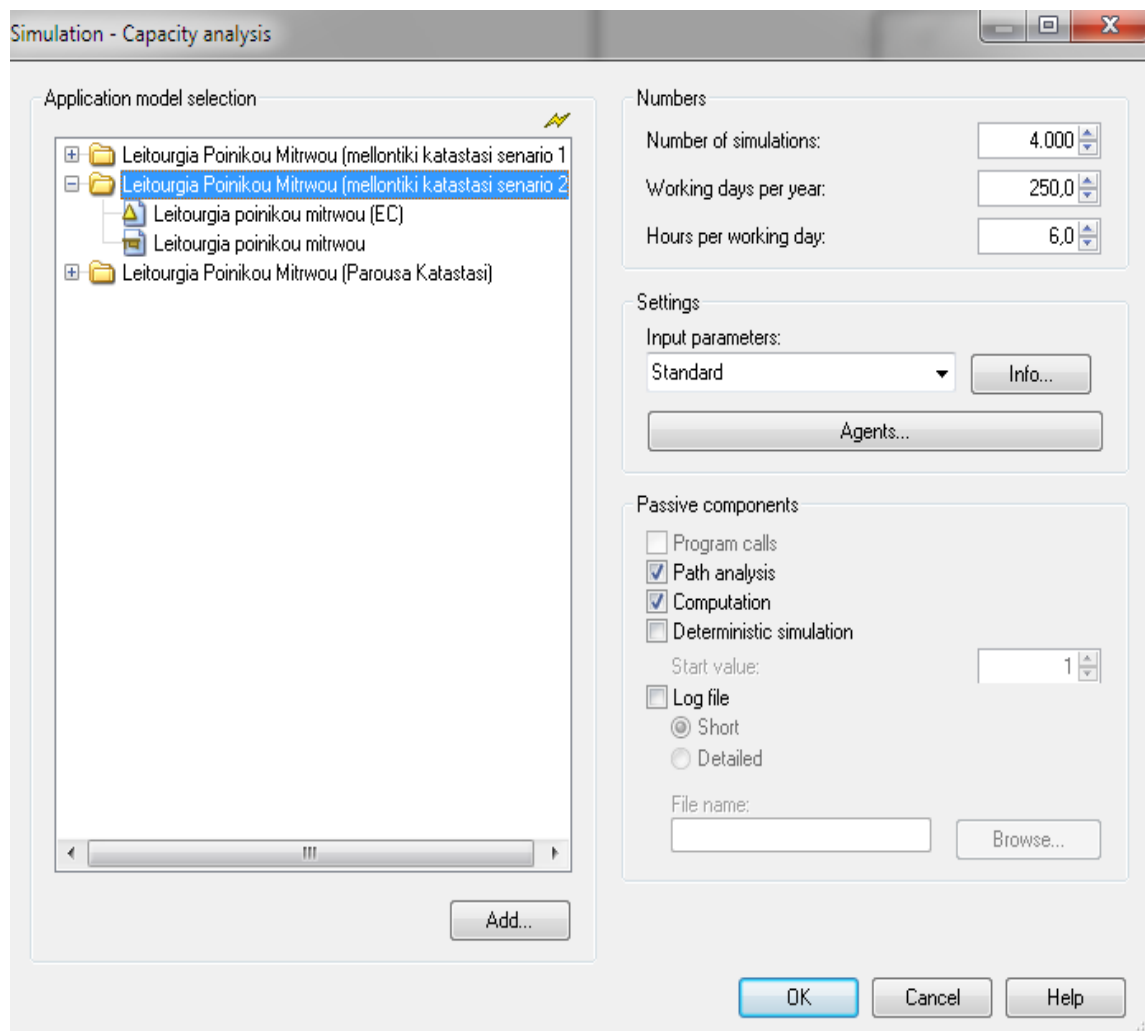 Simulation - Capacity analysis
Application model selection
Leitourgia Poinikou Mitrwou (mellontiki katastasi senario 1
Leitourgia Poinikou Mitrwou (mellontiki katastasi senario 2
Leitourgia poinikou mitrwou (EC)
Leitourgia poinikou mitrwou
Leitourgia Poinikou Mitrwou (Parousa Katastasi)
Add...
Numbers
Number of simulations: 4.000
Working days per year: 250,0
Hours per working day: 6,0
Settings
Input parameters:
Standard Info...
Agents...
Passive components
Program calls
Path analysis
Computation
Deterministic simulation
Start value: 1
Log file
Short
Detailed
File name:
Browse...
OK Cancel Help